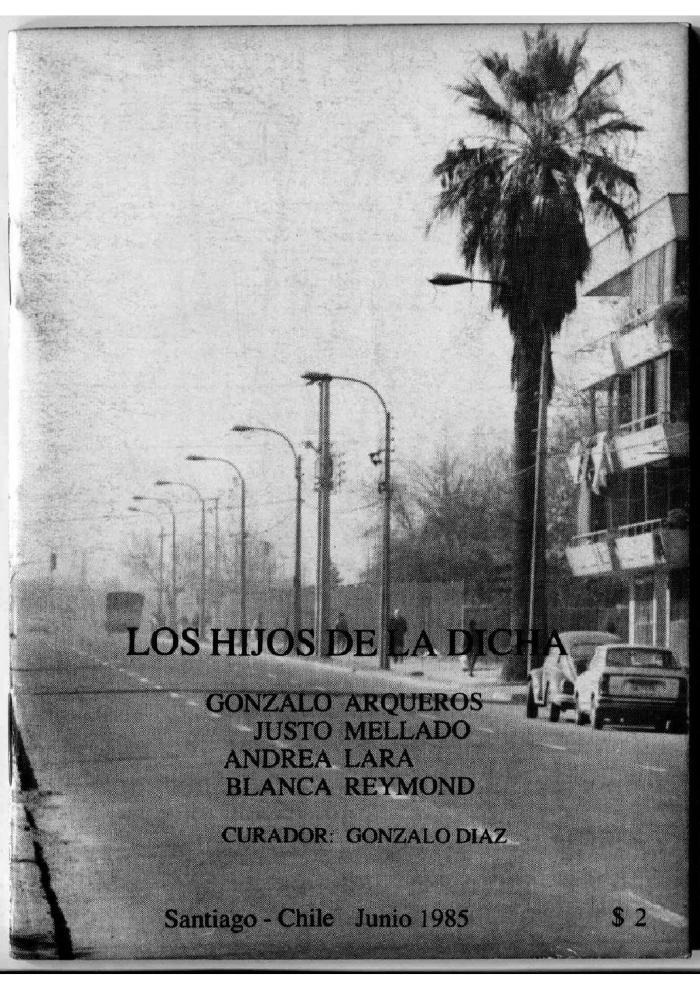 LOS HIJOS DE LA DICHA
GONZALO ARQUEROS
JUSTO MELLADO
ANDREA LARA
BLANCA REYMOND
CURADOR: GONZALO DIAZ
Santiago - Chile Junio 1985 $ 2